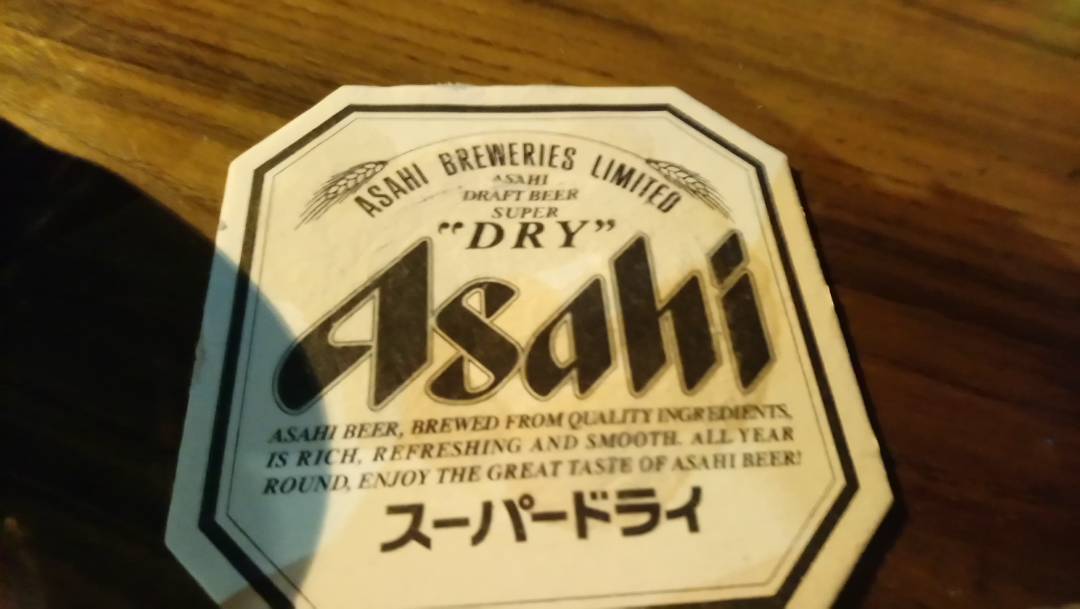 ASAHI BREWERIES LIMITED
ASAHI
DRAFT BEER
SUPER
“DRY”
Asahi
ASAHI BEER, BREWED FROM QUALITY INGREDIENTS,
IS RICH, REFRESHING AND SMOOTH. ALL YEAR
ROUND, ENJOY THE GREAT TASTE OF ASAHI BEER!
スーパードライ